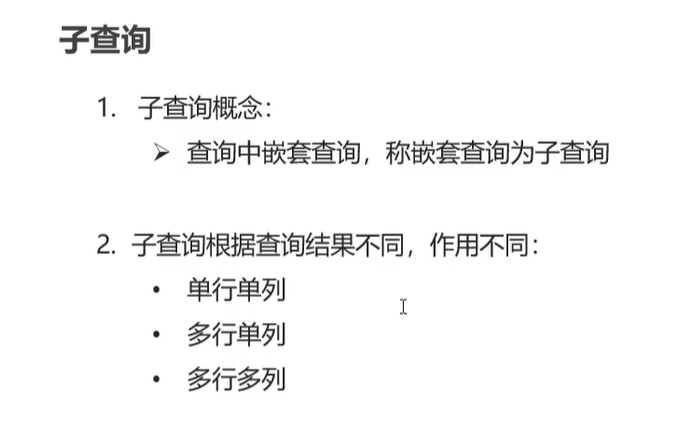 子查询
1. 子查询概念：
➢ 查询中嵌套查询，称嵌套查询为子查询
2. 子查询根据查询结果不同，作用不同：
• 单行单列
• 多行单列
• 多行多列